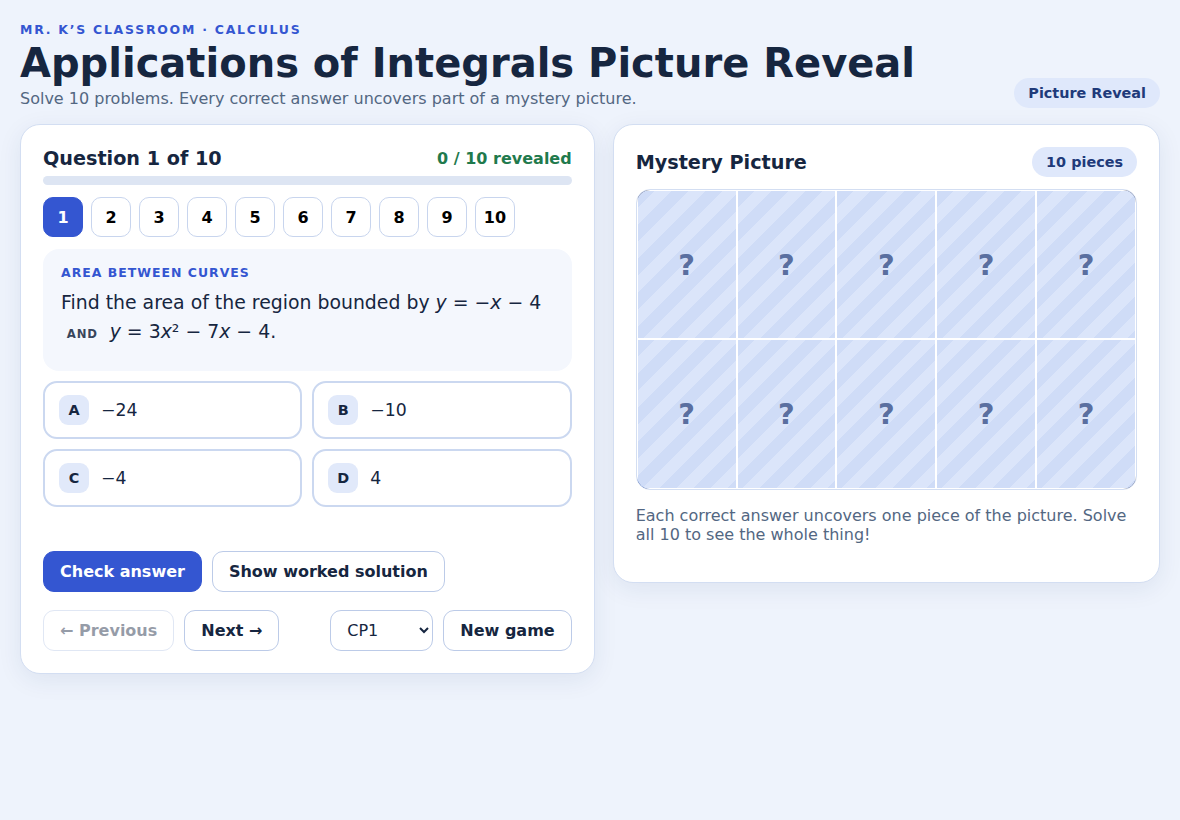 MR. K’S CLASSROOM · CALCULUS
Applications of Integrals Picture Reveal
Solve 10 problems. Every correct answer uncovers part of a mystery picture.
Picture Reveal
Question 1 of 10
0 / 10 revealed
1 2 3 4 5 6 7 8 9 10
AREA BETWEEN CURVES
Find the area of the region bounded by y = −x − 4
AND y = 3x² − 7x − 4.
A −24
B −10
C −4
D 4
Check answer
Show worked solution
← Previous
Next →
CP1
New game
Mystery Picture
10 pieces
? ? ? ? ?
? ? ? ? ?
Each correct answer uncovers one piece of the picture. Solve
all 10 to see the whole thing!